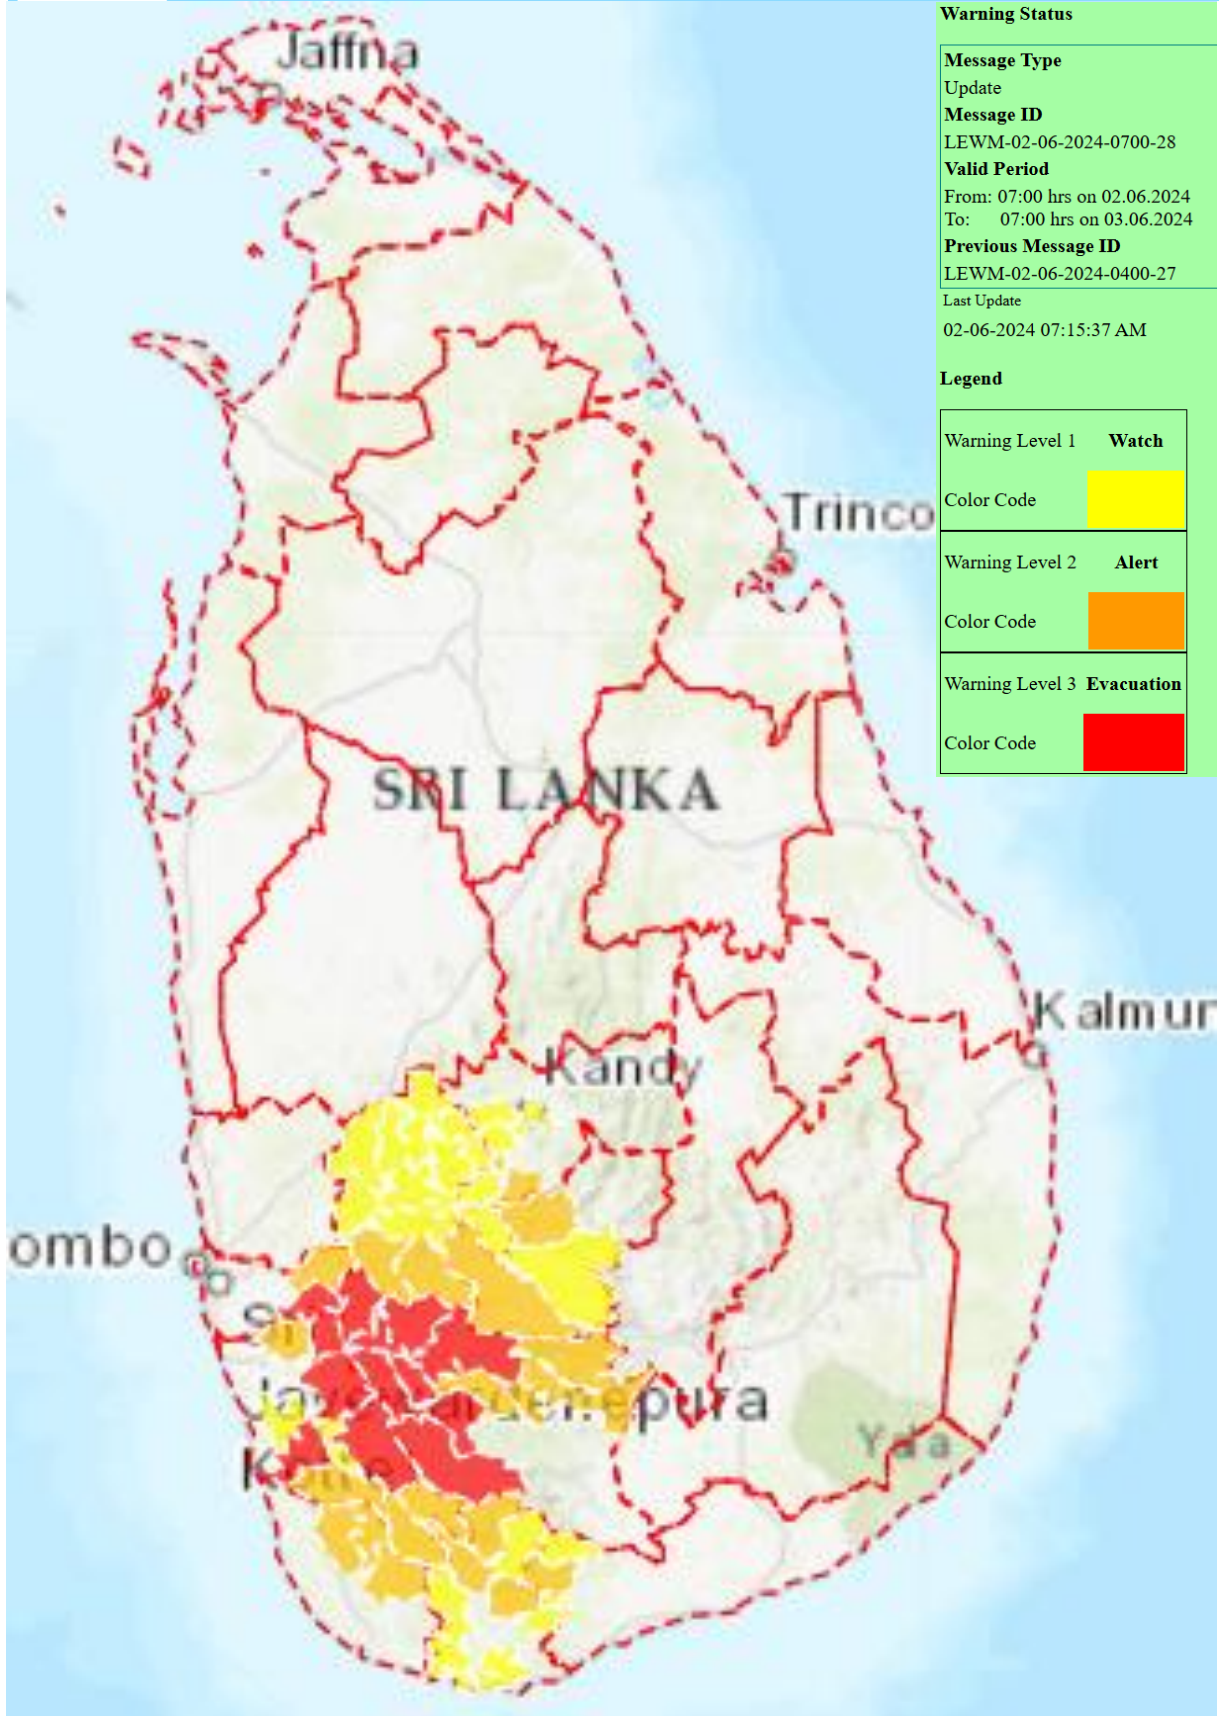 Warning Status
Message Type
Update
Message ID
LEWM-02-06-2024-0700-28
Valid Period
From: 07:00 hrs on 02.06.2024
To: 07:00 hrs on 03.06.2024
Previous Message ID
LEWM-02-06-2024-0400-27
Last Update
02-06-2024 07:15:37 AM
Legend
Warning Level 1 Watch
Color Code
Warning Level 2 Alert
Color Code
Warning Level 3 Evacuation
Color Code
Jaffna
Trinco
SRI LANKA
Kalmun
Kandy
ombo
Sri
Jayewardenepura
Yala